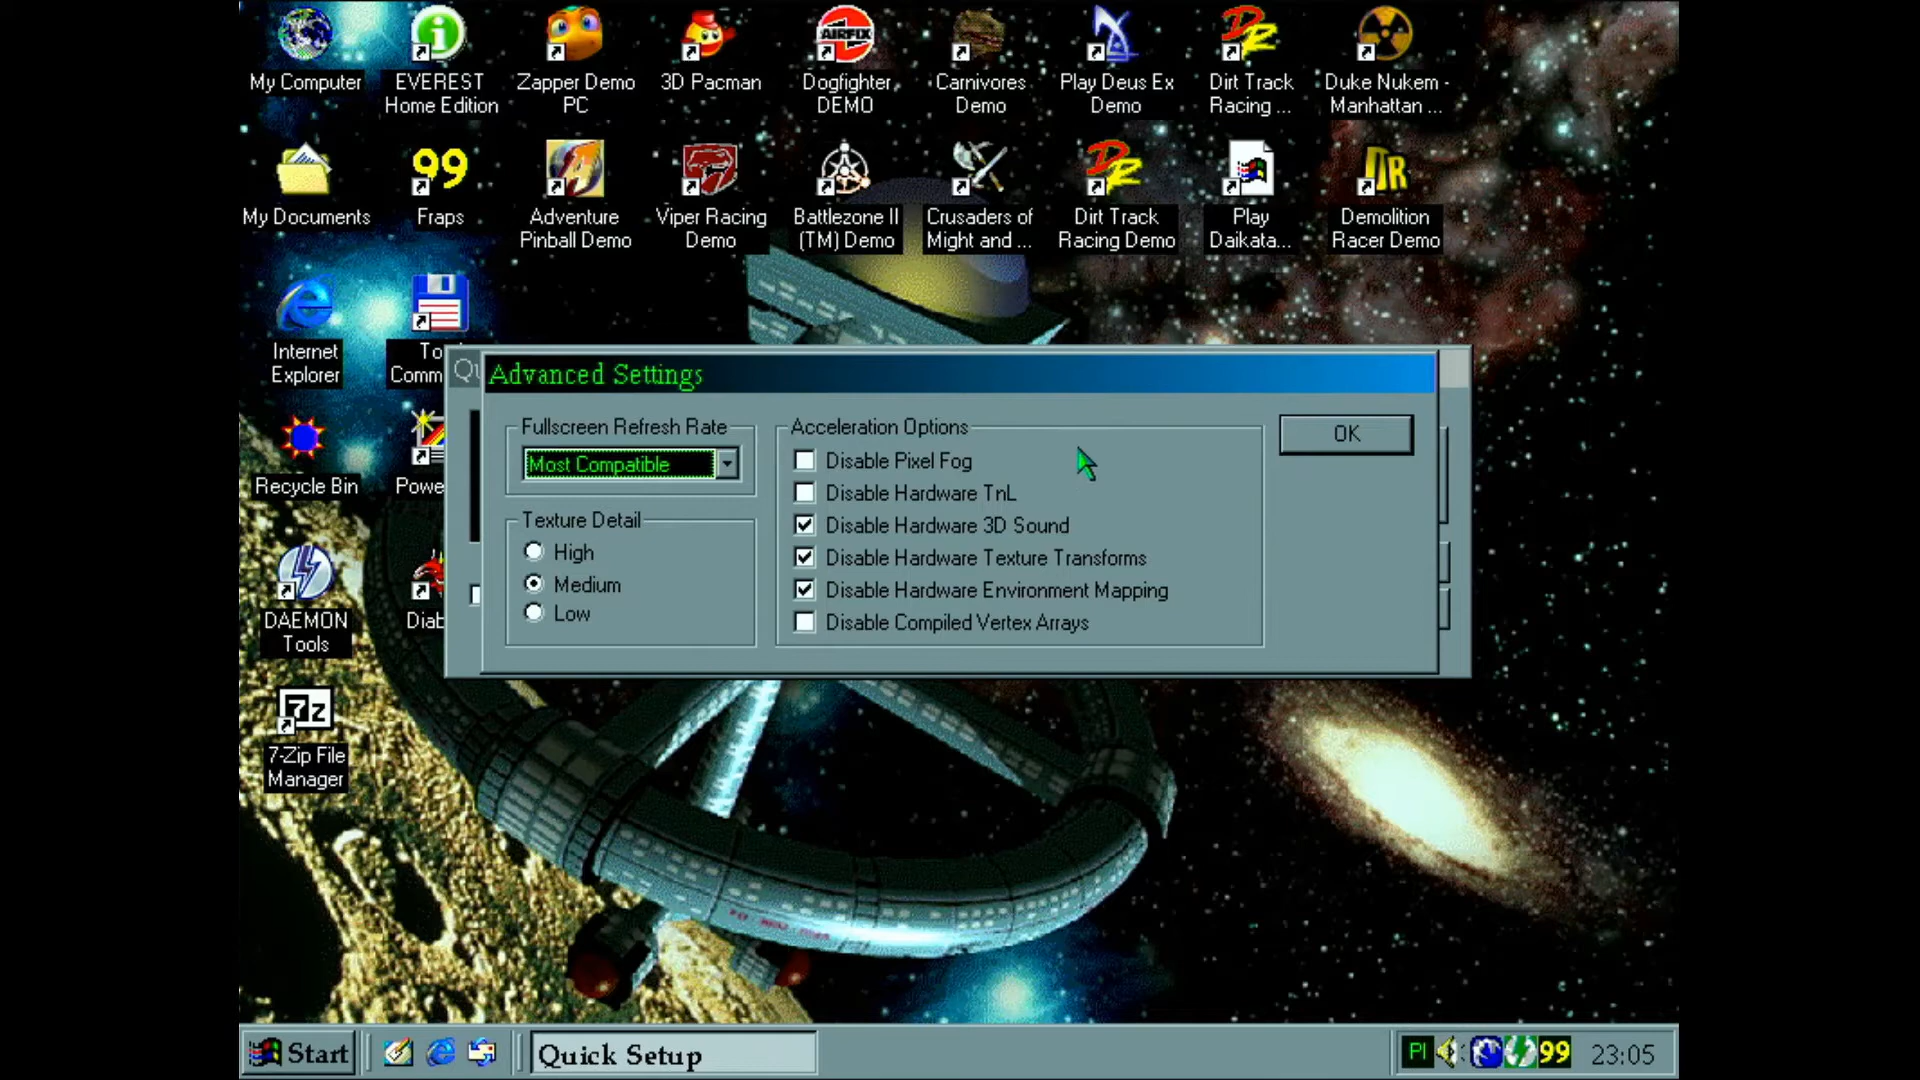 My Computer
EVEREST
Home Edition
Zapper Demo
PC
3D Pacman
AIRFIX
Dogfighter
DEMO
Carnivores
Demo
Play Deus Ex
Demo
Dirt Track
Racing ...
Duke Nukem -
Manhattan ...
My Documents
99
Fraps
Adventure
Pinball Demo
Viper Racing
Demo
Battlezone II
(TM) Demo
Crusaders of
Might and ...
Dirt Track
Racing Demo
Play
Daikata...
Demolition
Racer Demo
Internet
Explorer
To
Comm
Recycle Bin
Powe
DAEMON
Tools
Diab
7z
7-Zip File
Manager
Qu
Advanced Settings
Fullscreen Refresh Rate
Most Compatible
Texture Detail
High
Medium
Low
Acceleration Options
Disable Pixel Fog
Disable Hardware TnL
Disable Hardware 3D Sound
Disable Hardware Texture Transforms
Disable Hardware Environment Mapping
Disable Compiled Vertex Arrays
OK
Start
Quick Setup
Pl
99
23:05